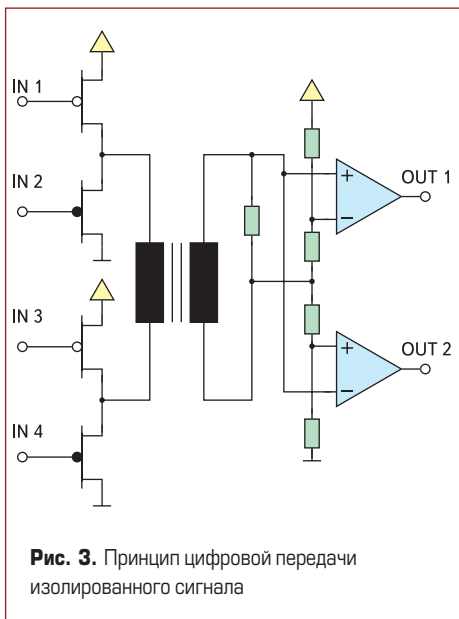 IN 1
IN 2
IN 3
IN 4
+
−
OUT 1
+
−
OUT 2
Рис. 3. Принцип цифровой передачи
изолированного сигнала